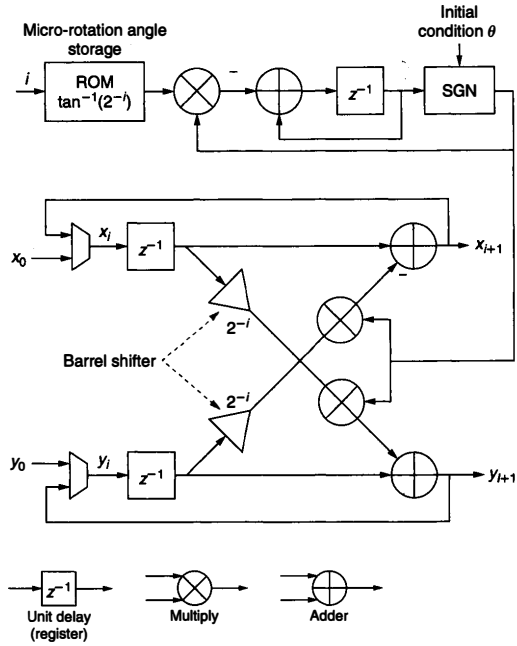 Initial
condition θ
Micro-rotation angle
storage
i
ROM
tan⁻¹(2⁻ⁱ)
−
z⁻¹
SGN
x₀
xᵢ
z⁻¹
xᵢ₊₁
−
2⁻ⁱ
Barrel shifter
2⁻ⁱ
y₀
yᵢ
z⁻¹
yᵢ₊₁
z⁻¹
Unit delay
(register)
Multiply
Adder